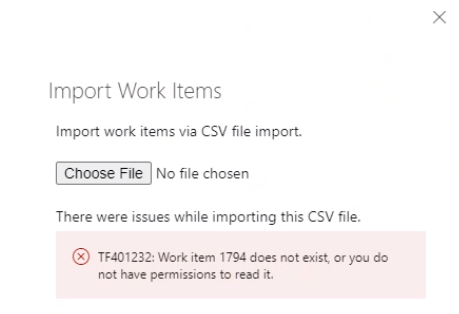 Import Work Items
Import work items via CSV file import.
Choose File No file chosen
There were issues while importing this CSV file.
TF401232: Work item 1794 does not exist, or you do
not have permissions to read it.